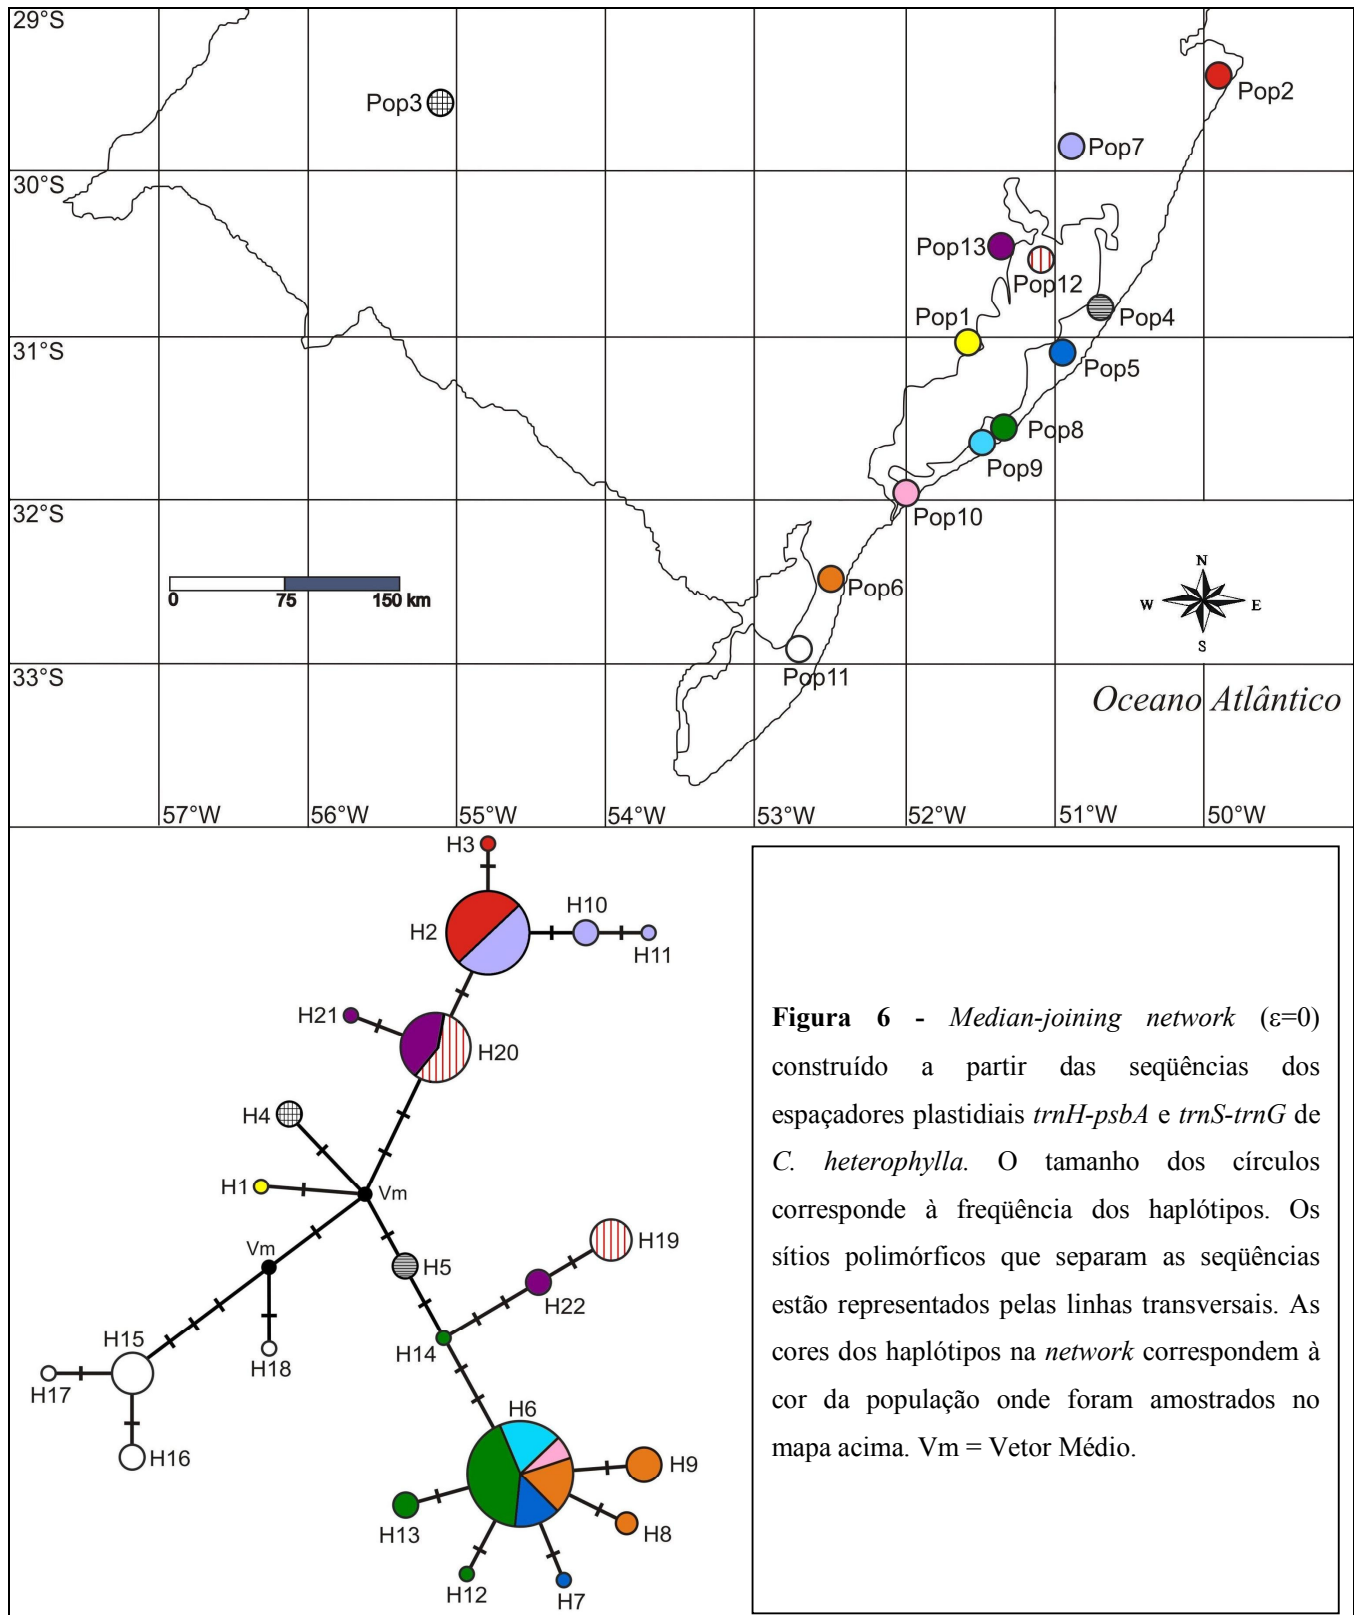 29°S
Pop3
Pop2
Pop7
30°S
Pop13
Pop12
Pop4
Pop1
31°S
Pop5
Pop8
Pop9
32°S
Pop10
Pop6
0 75 150 km
N
W E
S
33°S
Pop11
Oceano Atlântico
57°W 56°W 55°W 54°W 53°W 52°W 51°W 50°W
H3
H2
H10
H11
H21
H20
H4
H1
Vm
Vm
H5
H19
H22
H14
H15
H18
H17
H16
H6
H9
H8
H13
H12
H7
Figura 6 - Median-joining network (ε=0)
construído a partir das seqüências dos
espaçadores plastidiais trnH-psbA e trnS-trnG de
C. heterophylla. O tamanho dos círculos
corresponde à freqüência dos haplótipos. Os
sítios polimórficos que separam as seqüências
estão representados pelas linhas transversais. As
cores dos haplótipos na network correspondem à
cor da população onde foram amostrados no
mapa acima. Vm = Vetor Médio.